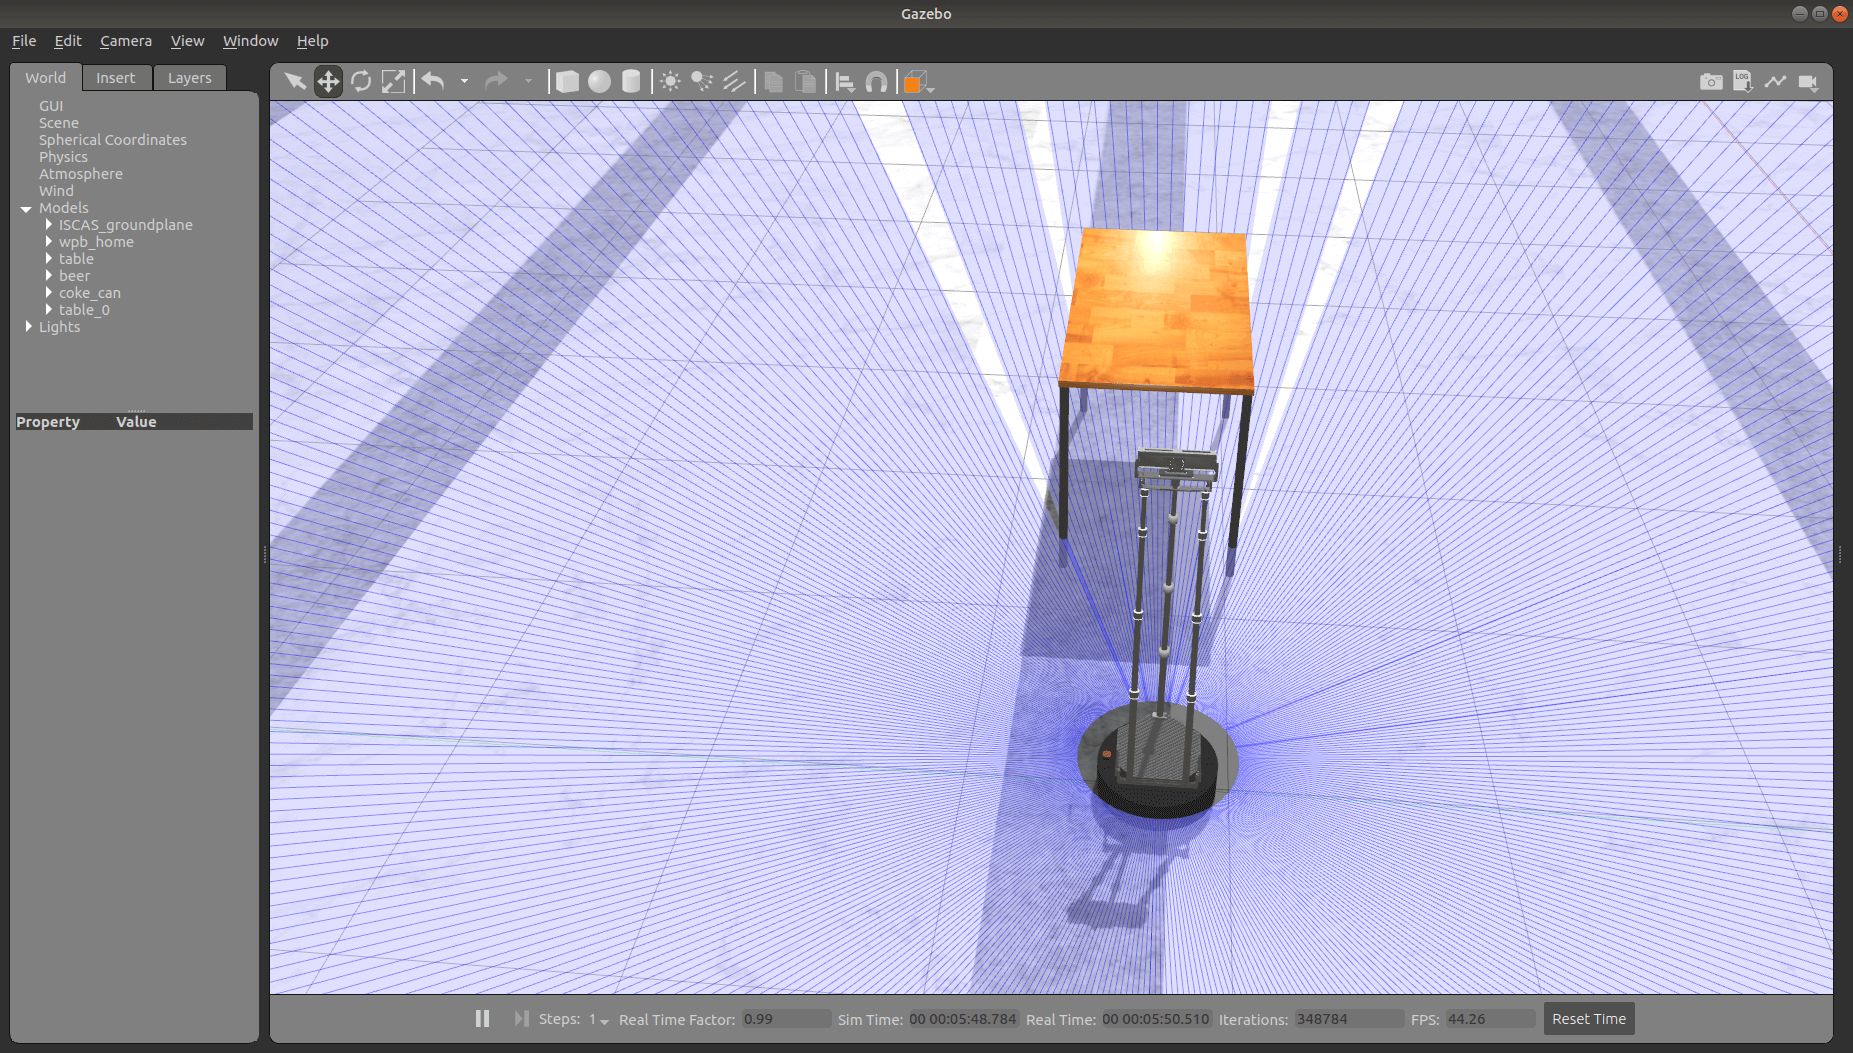 Gazebo
File Edit Camera View Window Help
World Insert Layers
GUI
Scene
Spherical Coordinates
Physics
Atmosphere
Wind
Models
ISCAS_groundplane
wpb_home
table
beer
coke_can
table_0
Lights
Property Value
LOG
Steps: 1 Real Time Factor: 0.99 Sim Time: 00 00:05:48.784 Real Time: 00 00:05:50.510 Iterations: 348784 FPS: 44.26 Reset Time